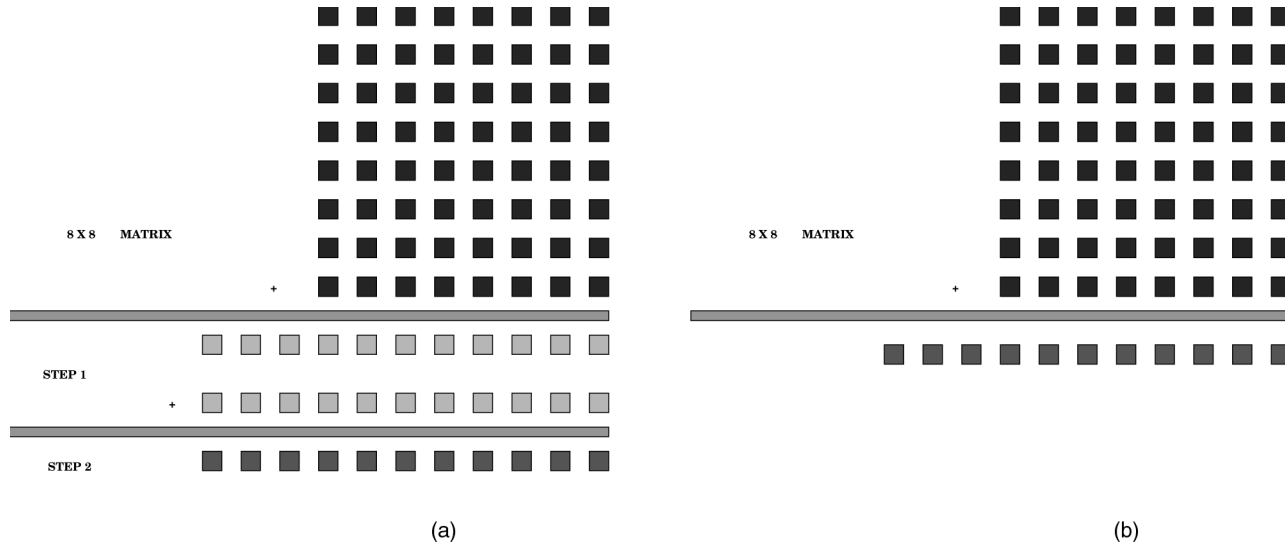 8 X 8 MATRIX
+
STEP 1
+
STEP 2
(a)
8 X 8 MATRIX
+
(b)